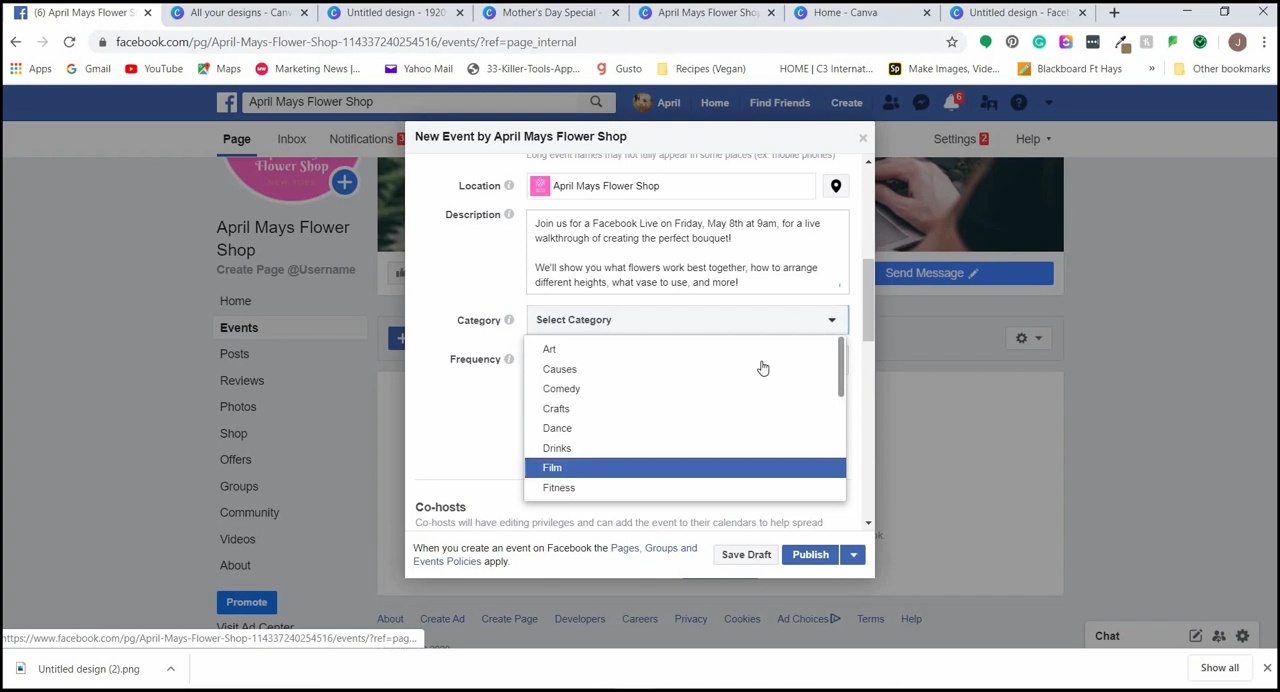 (6) April Mays Flower Shop
All your designs - Canv
Untitled design - 1920
Mother's Day Special -
April Mays Flower Shop
Home - Canva
Untitled design - Faceb
facebook.com/pg/April-Mays-Flower-Shop-114337240254516/events/?ref=page_internal
Apps
Gmail
YouTube
Maps
Marketing News |...
Yahoo Mail
33-Killer-Tools-App...
Gusto
Recipes (Vegan)
HOME | C3 Internat...
Make Images, Vide...
Blackboard Ft Hays
»
Other bookmarks
April Mays Flower Shop
April
Home
Find Friends
Create
6
Page
Inbox
Notifications
Settings 2
Help
New Event by April Mays Flower Shop
Long event names may not fully appear in some places (ex. mobile phones)
Location
April Mays Flower Shop
Description
Join us for a Facebook Live on Friday, May 8th at 9am, for a live
walkthrough of creating the perfect bouquet!
We'll show you what flowers work best together, how to arrange
different heights, what vase to use, and more!
Category
Select Category
Frequency
Art
Causes
Comedy
Crafts
Dance
Drinks
Film
Fitness
Co-hosts
Co-hosts will have editing privileges and can add the event to their calendars to help spread
When you create an event on Facebook the Pages, Groups and
Events Policies apply.
Save Draft
Publish
Flower
Shop
April Mays Flower
Shop
Create Page @Username
Home
Events
Posts
Reviews
Photos
Shop
Offers
Groups
Community
Videos
About
Promote
Visit Ad Center
Send Message
About
Create Ad
Create Page
Developers
Careers
Privacy
Cookies
Ad Choices
Terms
Help
Chat
https://www.facebook.com/pg/April-Mays-Flower-Shop-114337240254516/events/?ref=pag...
Untitled design (2).png
Show all